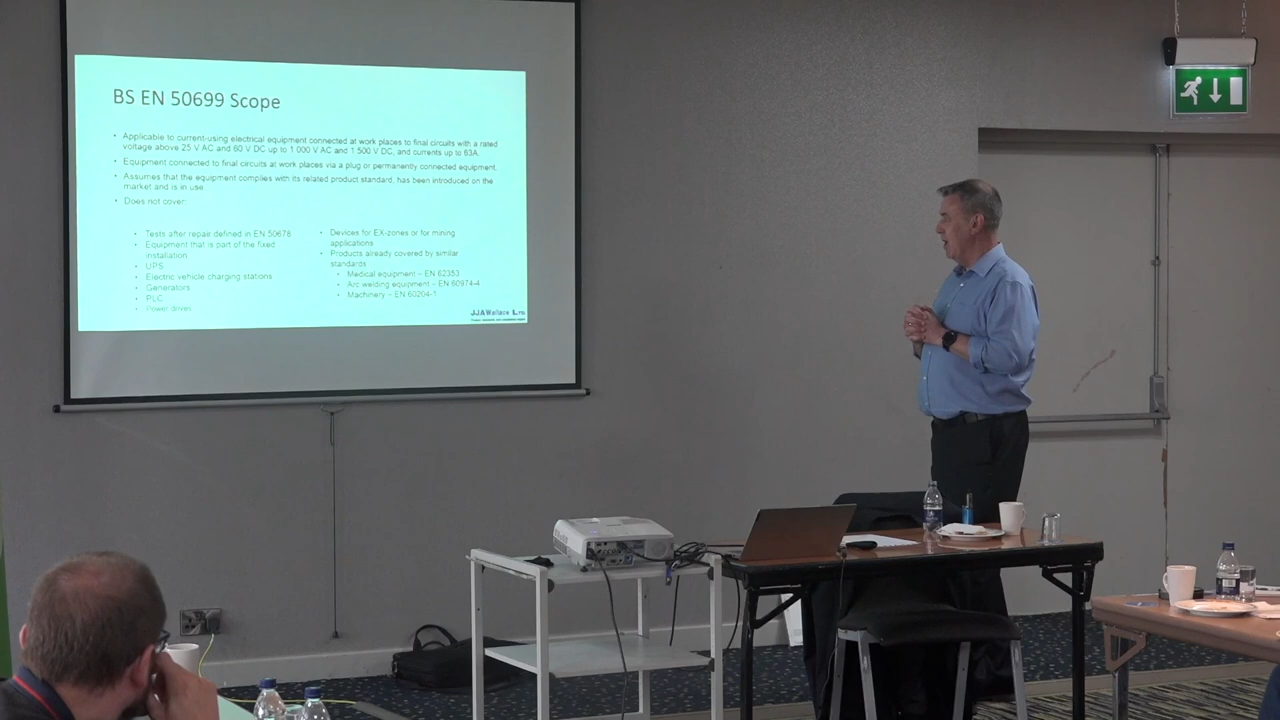 BS EN 50699 Scope
• Applicable to current-using electrical equipment connected at work places to final circuits with a rated
voltage above 25 V AC and 60 V DC up to 1 000 V AC and 1 500 V DC, and currents up to 63A.
• Equipment connected to final circuits at work places via a plug or permanently connected equipment.
• Assumes that the equipment complies with its related product standard, has been introduced on the
market and is in use.
• Does not cover:
• Tests after repair defined in EN 50678
• Equipment that is part of the fixed
installation
• UPS
• Electric vehicle charging stations
• Generators
• PLC
• Power drives
• Devices for EX-zones or for mining
applications
• Products already covered by similar
standards
• Medical equipment – EN 62353
• Arc welding equipment – EN 60974-4
• Machinery – EN 60204-1
JJAWallace LTD